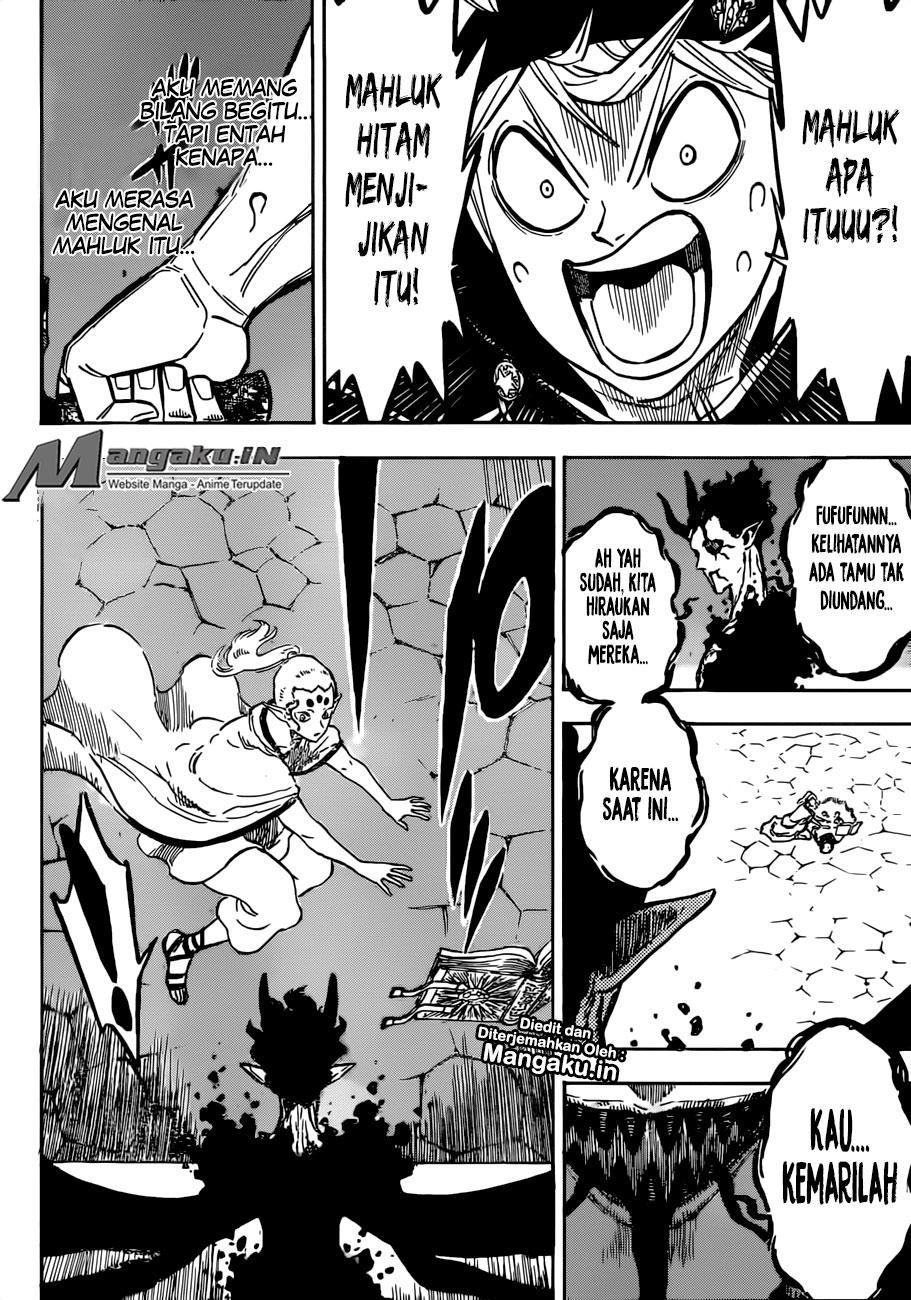 MAHLUK
APA
ITUUU?!
MAHLUK
HITAM
MENJI-
JIKAN
ITU!
AKU MEMANG
BILANG BEGITU...
TAPI ENTAH
KENAPA...
AKU MERASA
MENGENAL
MAHLUK ITU...
Mangaku.iN
Website Manga - Anime Terupdate
FUFUFUNNN...
KELIHATANNYA
ADA TAMU TAK
DIUNDANG...
AH YAH
SUDAH, KITA
HIRAUKAN
SAJA
MEREKA...
KARENA
SAAT INI...
KAU....
KEMARILAH
Diedit dan
Diterjemahkan Oleh :
Mangaku.in